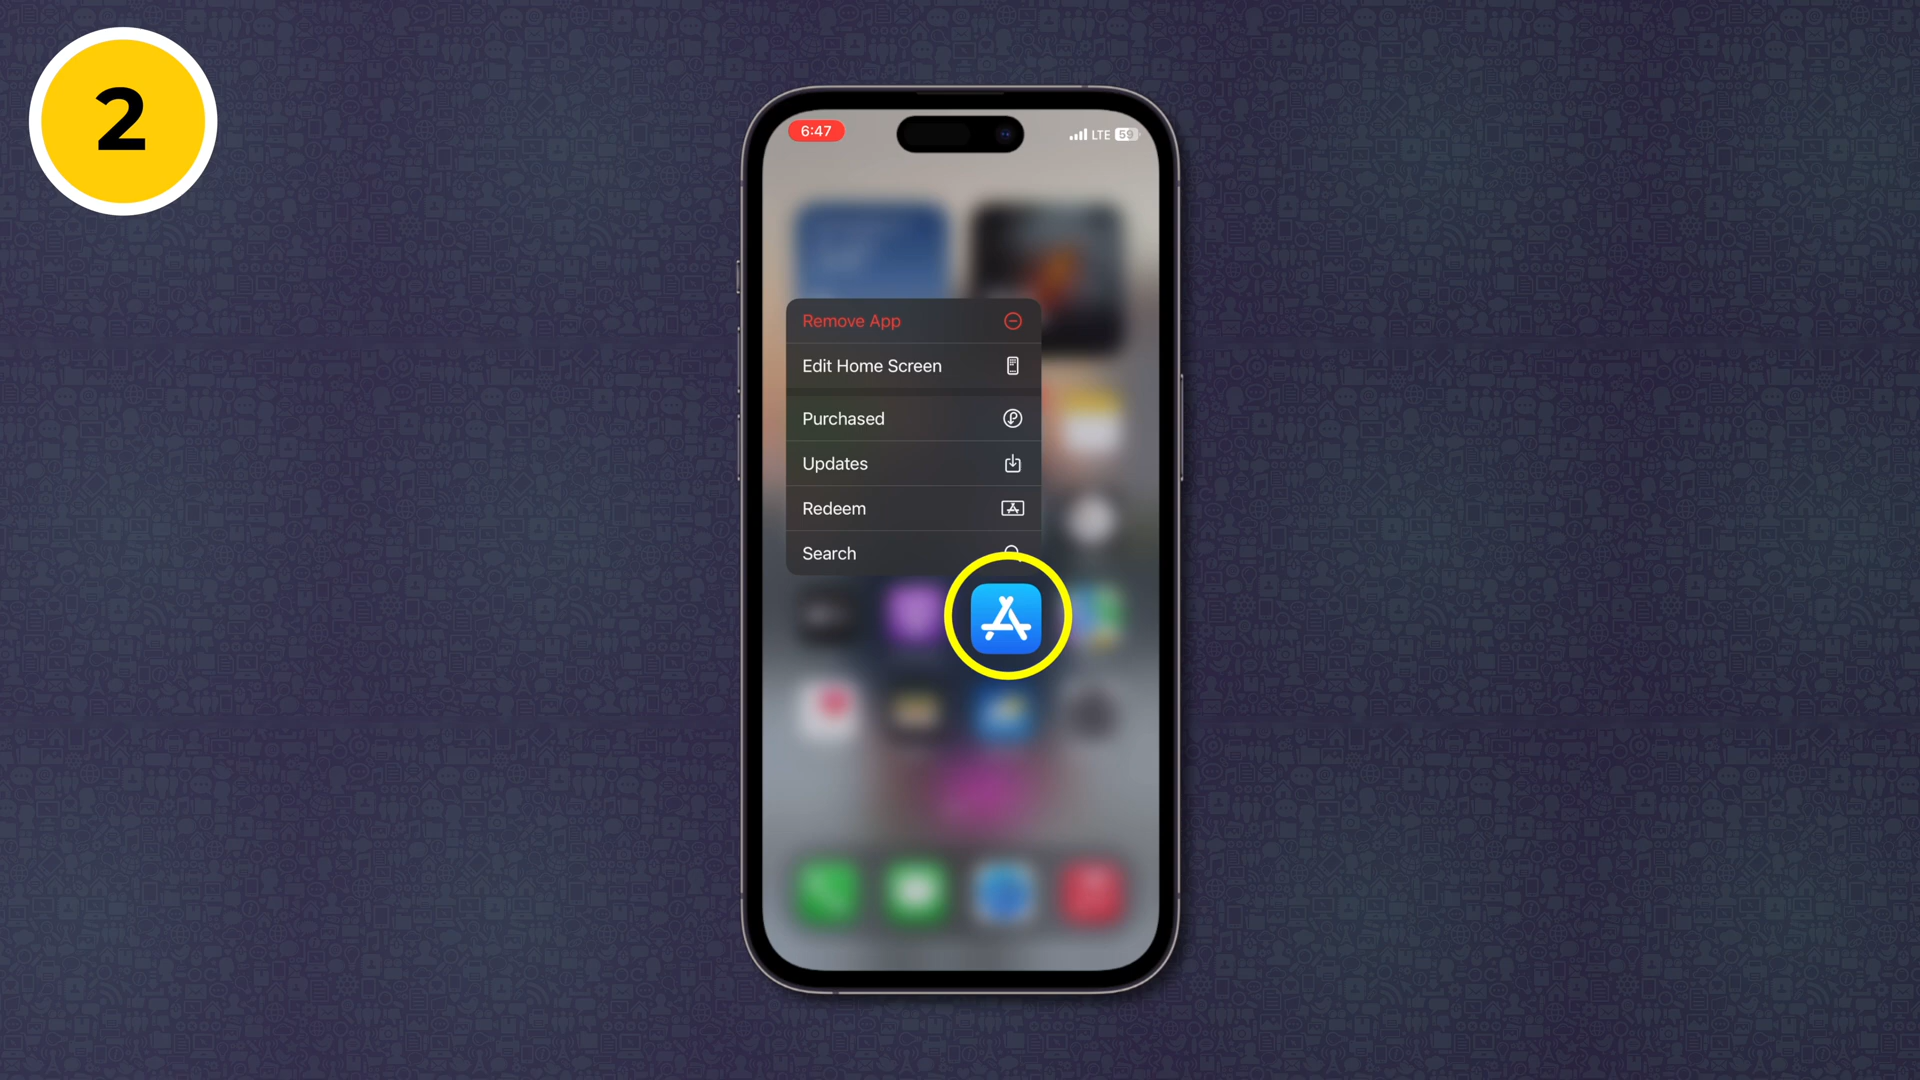 2
6:47
LTE 59
Remove App
Edit Home Screen
Purchased
Updates
Redeem
Search